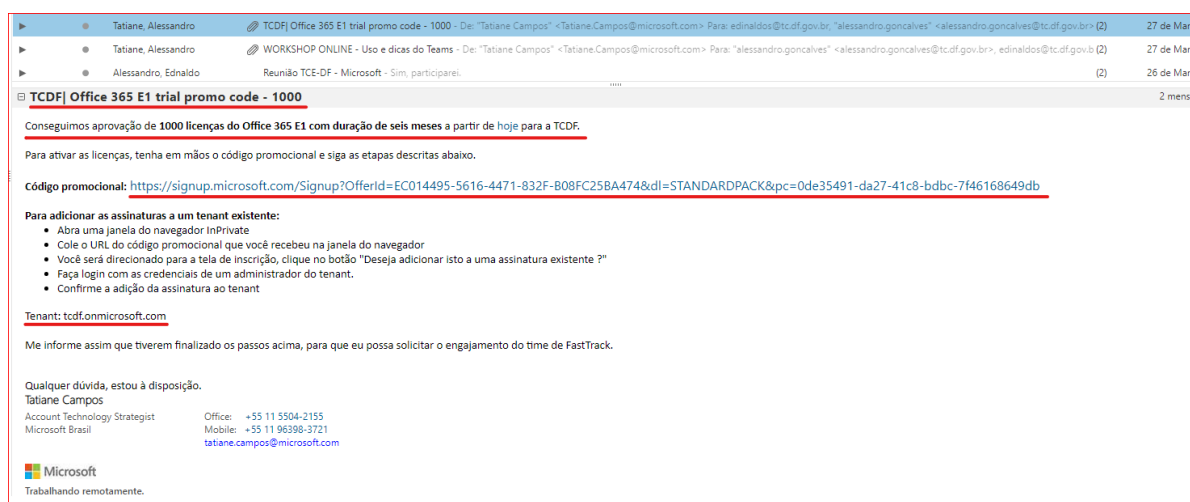 Tatiane, Alessandro TCDF| Office 365 E1 trial promo code - 1000 - De: "Tatiane Campos" <Tatiane.Campos@microsoft.com> Para: edinaldos@tc.df.gov.br, "alessandro.goncalves" <alessandro.goncalves@tc.df.gov.br> (2) 27 de Mar
Tatiane, Alessandro WORKSHOP ONLINE - Uso e dicas do Teams - De: "Tatiane Campos" <Tatiane.Campos@microsoft.com> Para: "alessandro.goncalves" <alessandro.goncalves@tc.df.gov.br>, edinaldos@tc.df.gov.b (2) 27 de Mar
Alessandro, Ednaldo Reunião TCE-DF - Microsoft - Sim, participarei. (2) 26 de Mar
TCDF| Office 365 E1 trial promo code - 1000 2 mens
Conseguimos aprovação de 1000 licenças do Office 365 E1 com duração de seis meses a partir de hoje para a TCDF.
Para ativar as licenças, tenha em mãos o código promocional e siga as etapas descritas abaixo.
Código promocional: https://signup.microsoft.com/Signup?OfferId=EC014495-5616-4471-832F-B08FC25BA474&dl=STANDARDPACK&pc=0de35491-da27-41c8-bdbc-7f46168649db
Para adicionar as assinaturas a um tenant existente:
• Abra uma janela do navegador InPrivate
• Cole o URL do código promocional que você recebeu na janela do navegador
• Você será direcionado para a tela de inscrição, clique no botão "Deseja adicionar isto a uma assinatura existente ?"
• Faça login com as credenciais de um administrador do tenant.
• Confirme a adição da assinatura ao tenant
Tenant: tcdf.onmicrosoft.com
Me informe assim que tiverem finalizado os passos acima, para que eu possa solicitar o engajamento do time de FastTrack.
Qualquer dúvida, estou à disposição.
Tatiane Campos
Account Technology Strategist Office: +55 11 5504-2155
Microsoft Brasil Mobile: +55 11 96398-3721
tatiane.campos@microsoft.com
Microsoft
Trabalhando remotamente.